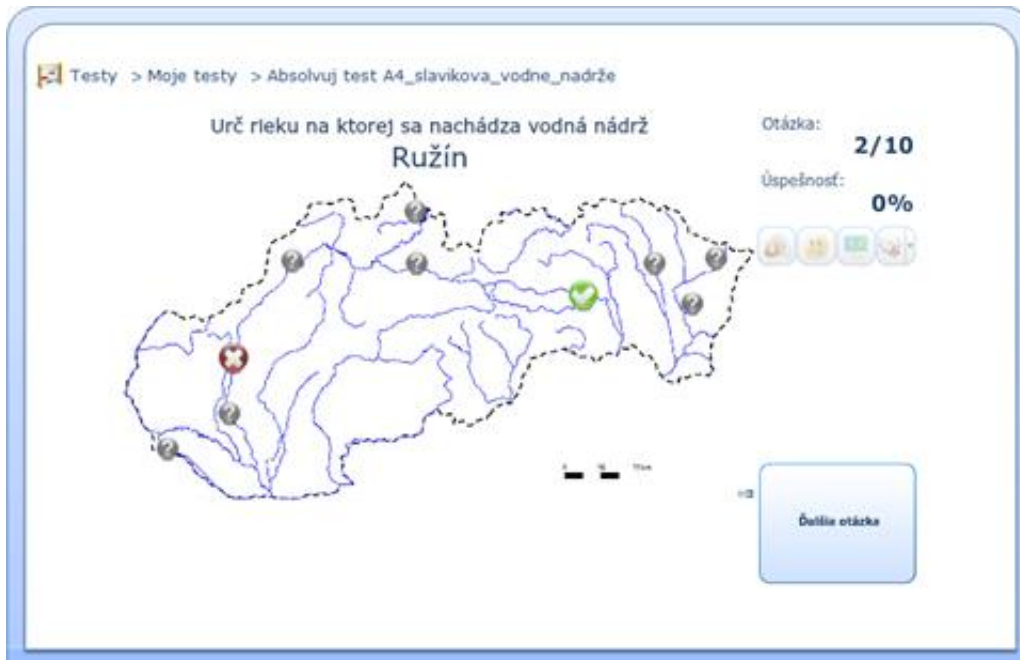 Testy > Moje testy > Absolvuj test A4_slavikova_vodne_nadrže
Urč rieku na ktorej sa nachádza vodná nádrž
Ružín
Otázka:
2/10
Úspešnosť:
0%
Ďalšia otázka